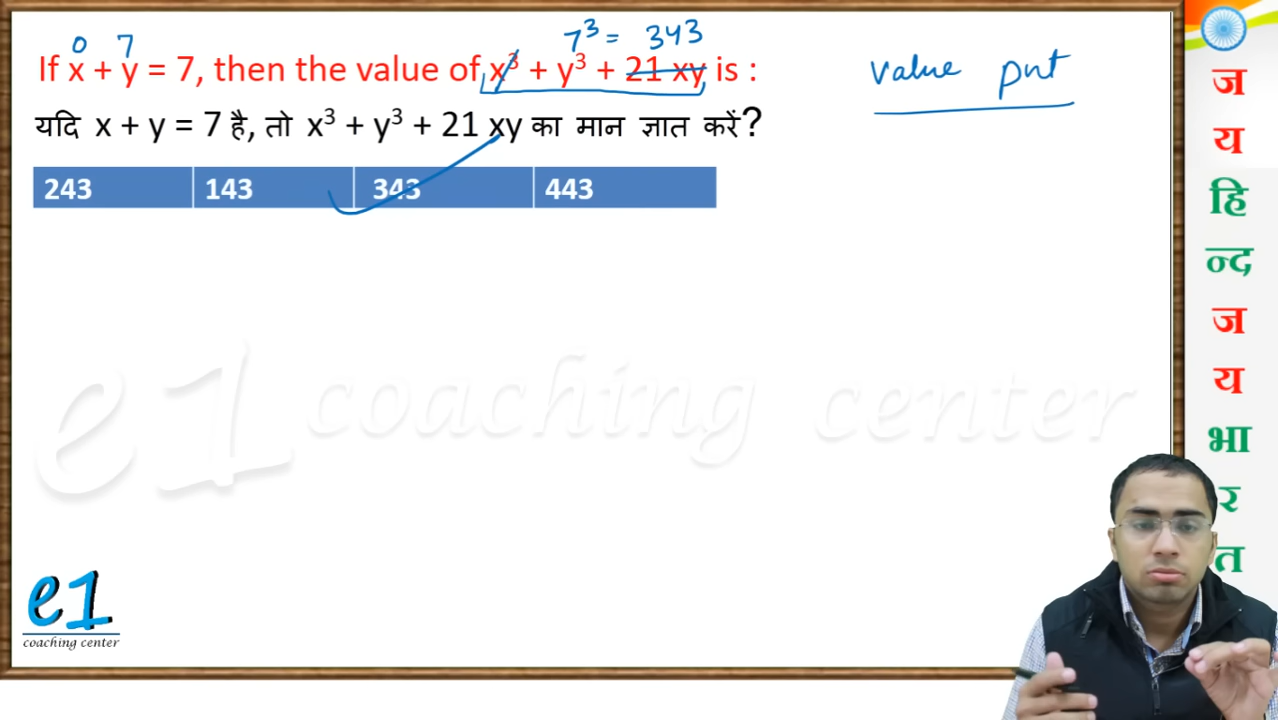 0 7 7³ = 343
If x + y = 7, then the value of x³ + y³ + 21 xy is :
value put
यदि x + y = 7 है, तो x³ + y³ + 21 xy का मान ज्ञात करें?
243 143 343 443
e1 coaching center
e1
coaching center
ज
य
हि
न्द
ज
य
भा
र
त